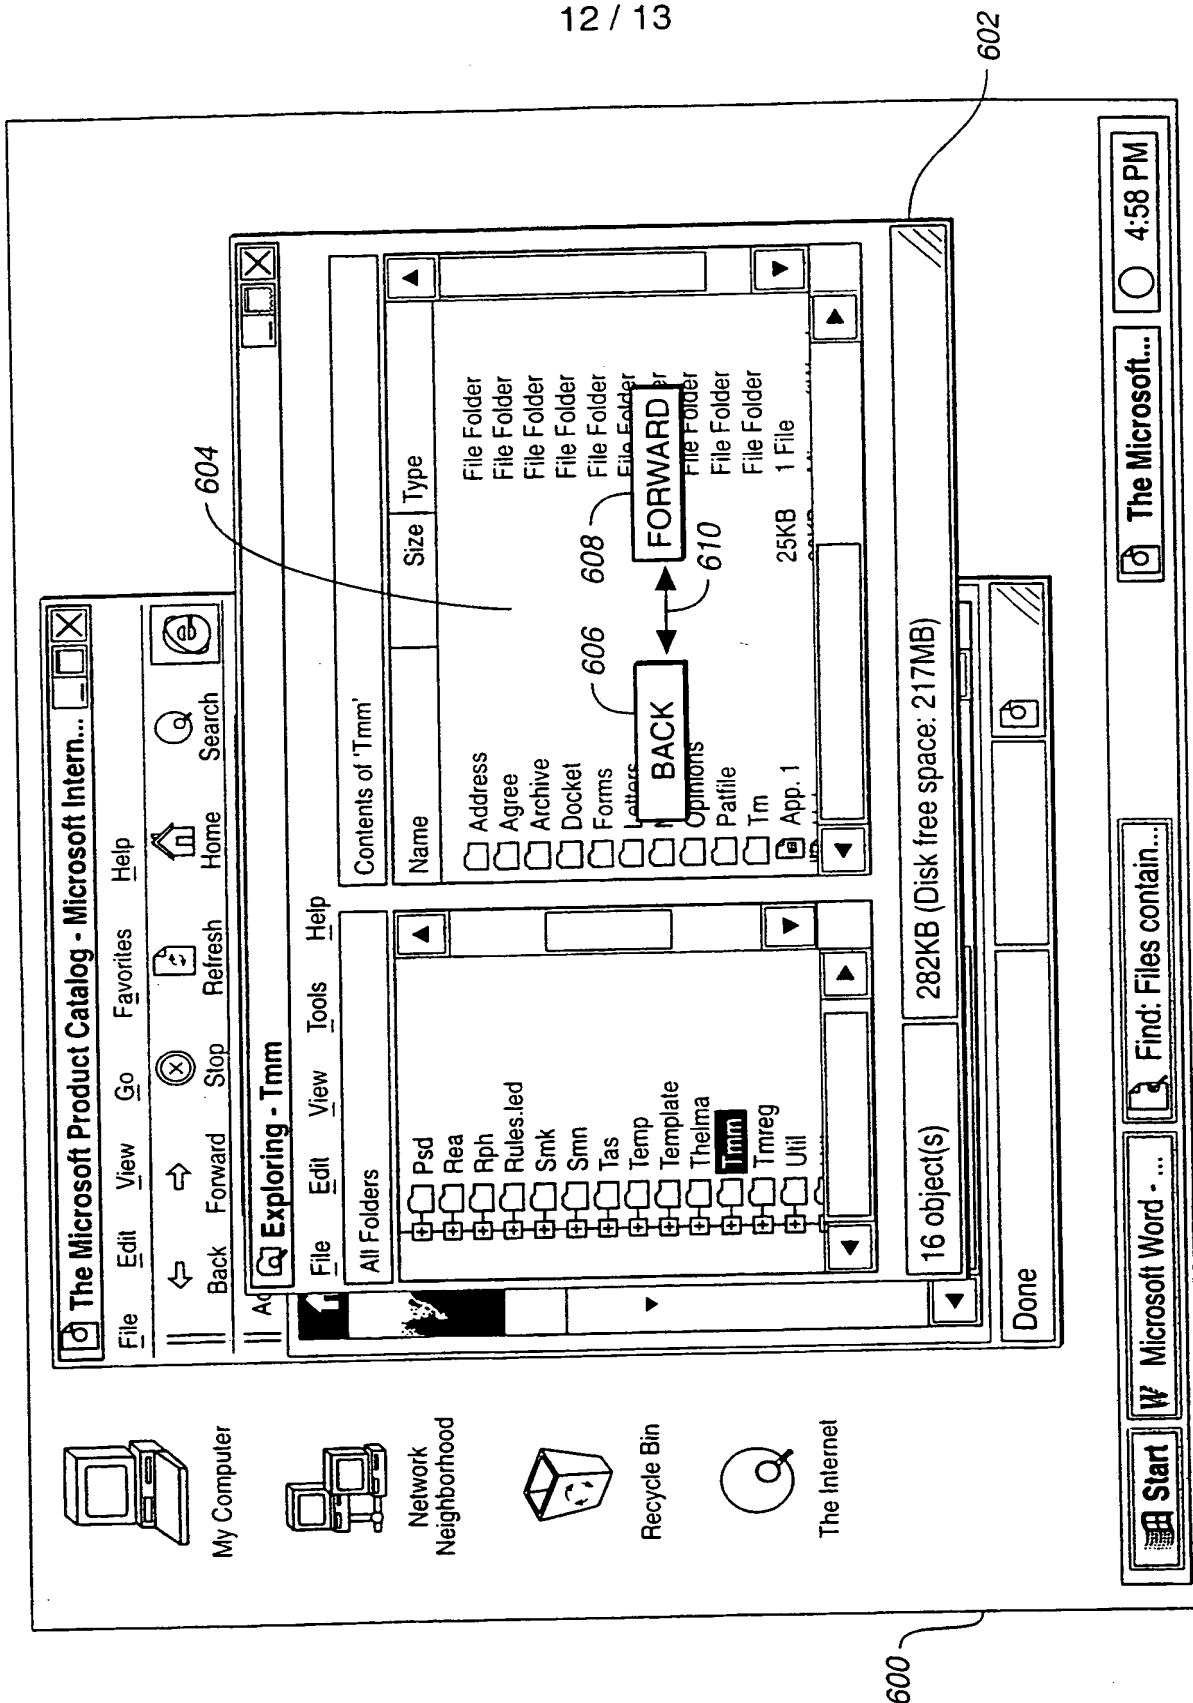 12 / 13
The Microsoft Product Catalog - Microsoft Intern...
File Edit View Go Favorites Help
Back Forward Stop Refresh Home Search
Exploring - Tmm
File Edit View Tools Help
All Folders
Psd
Rea
Rph
Rules.led
Smk
Smn
Tas
Temp
Template
Thelma
Tmm
Tmreg
Util
Contents of 'Tmm'
Name Size Type
Address File Folder
Agree File Folder
Archive File Folder
Docket File Folder
Forms File Folder
Letters File Folder
Opinions File Folder
Patfile File Folder
Tm File Folder
App. 1 25KB 1 File
BACK
FORWARD
604
606
608
610
602
600
16 object(s)
282KB (Disk free space: 217MB)
Done
My Computer
Network
Neighborhood
Recycle Bin
The Internet
Start
Microsoft Word - ...
Find: Files contain...
The Microsoft...
4:58 PM